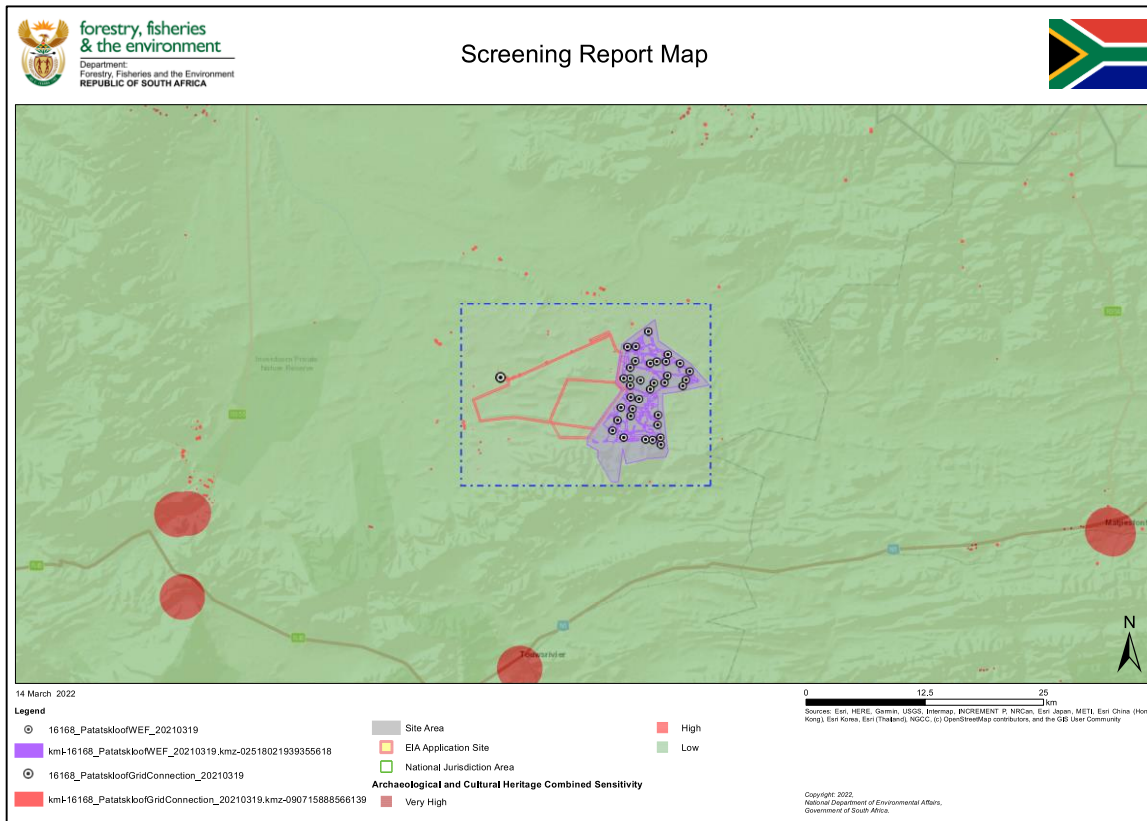 forestry, fisheries
& the environment
Department:
Forestry, Fisheries and the Environment
REPUBLIC OF SOUTH AFRICA
Screening Report Map
Nature Reserve
Touwsrivier
N
14 March 2022
Legend
16168_PatatskloofWEF_20210319
kml-16168_PatatskloofWEF_20210319.kmz-02518021939355618
16168_PatatskloofGridConnection_20210319
kml-16168_PatatskloofGridConnection_20210319.kmz-090715888566139
Site Area
EIA Application Site
National Jurisdiction Area
Archaeological and Cultural Heritage Combined Sensitivity
Very High
High
Low
0 12.5 25
km
Sources: Esri, HERE, Garmin, USGS, Intermap, INCREMENT P, NRCan, Esri Japan, METI, Esri China (Hong
Kong), Esri Korea, Esri (Thailand), NGCC, (c) OpenStreetMap contributors, and the GIS User Community
Copyright: 2022,
National Department of Environmental Affairs,
Government of South Africa.